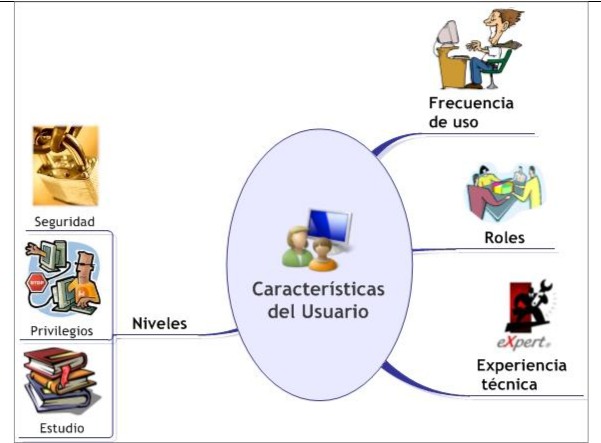 Frecuencia
de uso
Seguridad
Roles
STOP
Características
del Usuario
Privilegios
Niveles
eXpert
Experiencia
técnica
Estudio